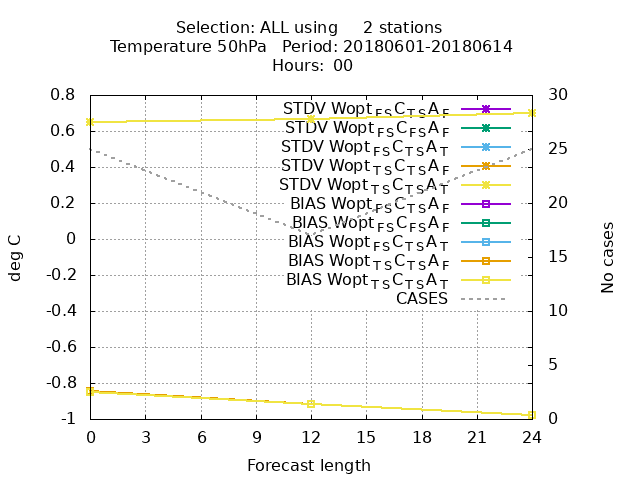 Selection: ALL using 2 stations
Temperature 50hPa Period: 20180601-20180614
Hours: 00
deg C
No cases
0.8
0.6
0.4
0.2
0
-0.2
-0.4
-0.6
-0.8
-1
30
25
20
15
10
5
0
STDV Wopt FS C TS A F
STDV Wopt FS C FS A F
STDV Wopt FS C TS A T
STDV Wopt TS C TS A F
STDV Wopt TS C TS A T
BIAS Wopt FS C TS A F
BIAS Wopt FS C FS A F
BIAS Wopt FS C TS A T
BIAS Wopt TS C TS A F
BIAS Wopt TS C TS A T
CASES
0 3 6 9 12 15 18 21 24
Forecast length